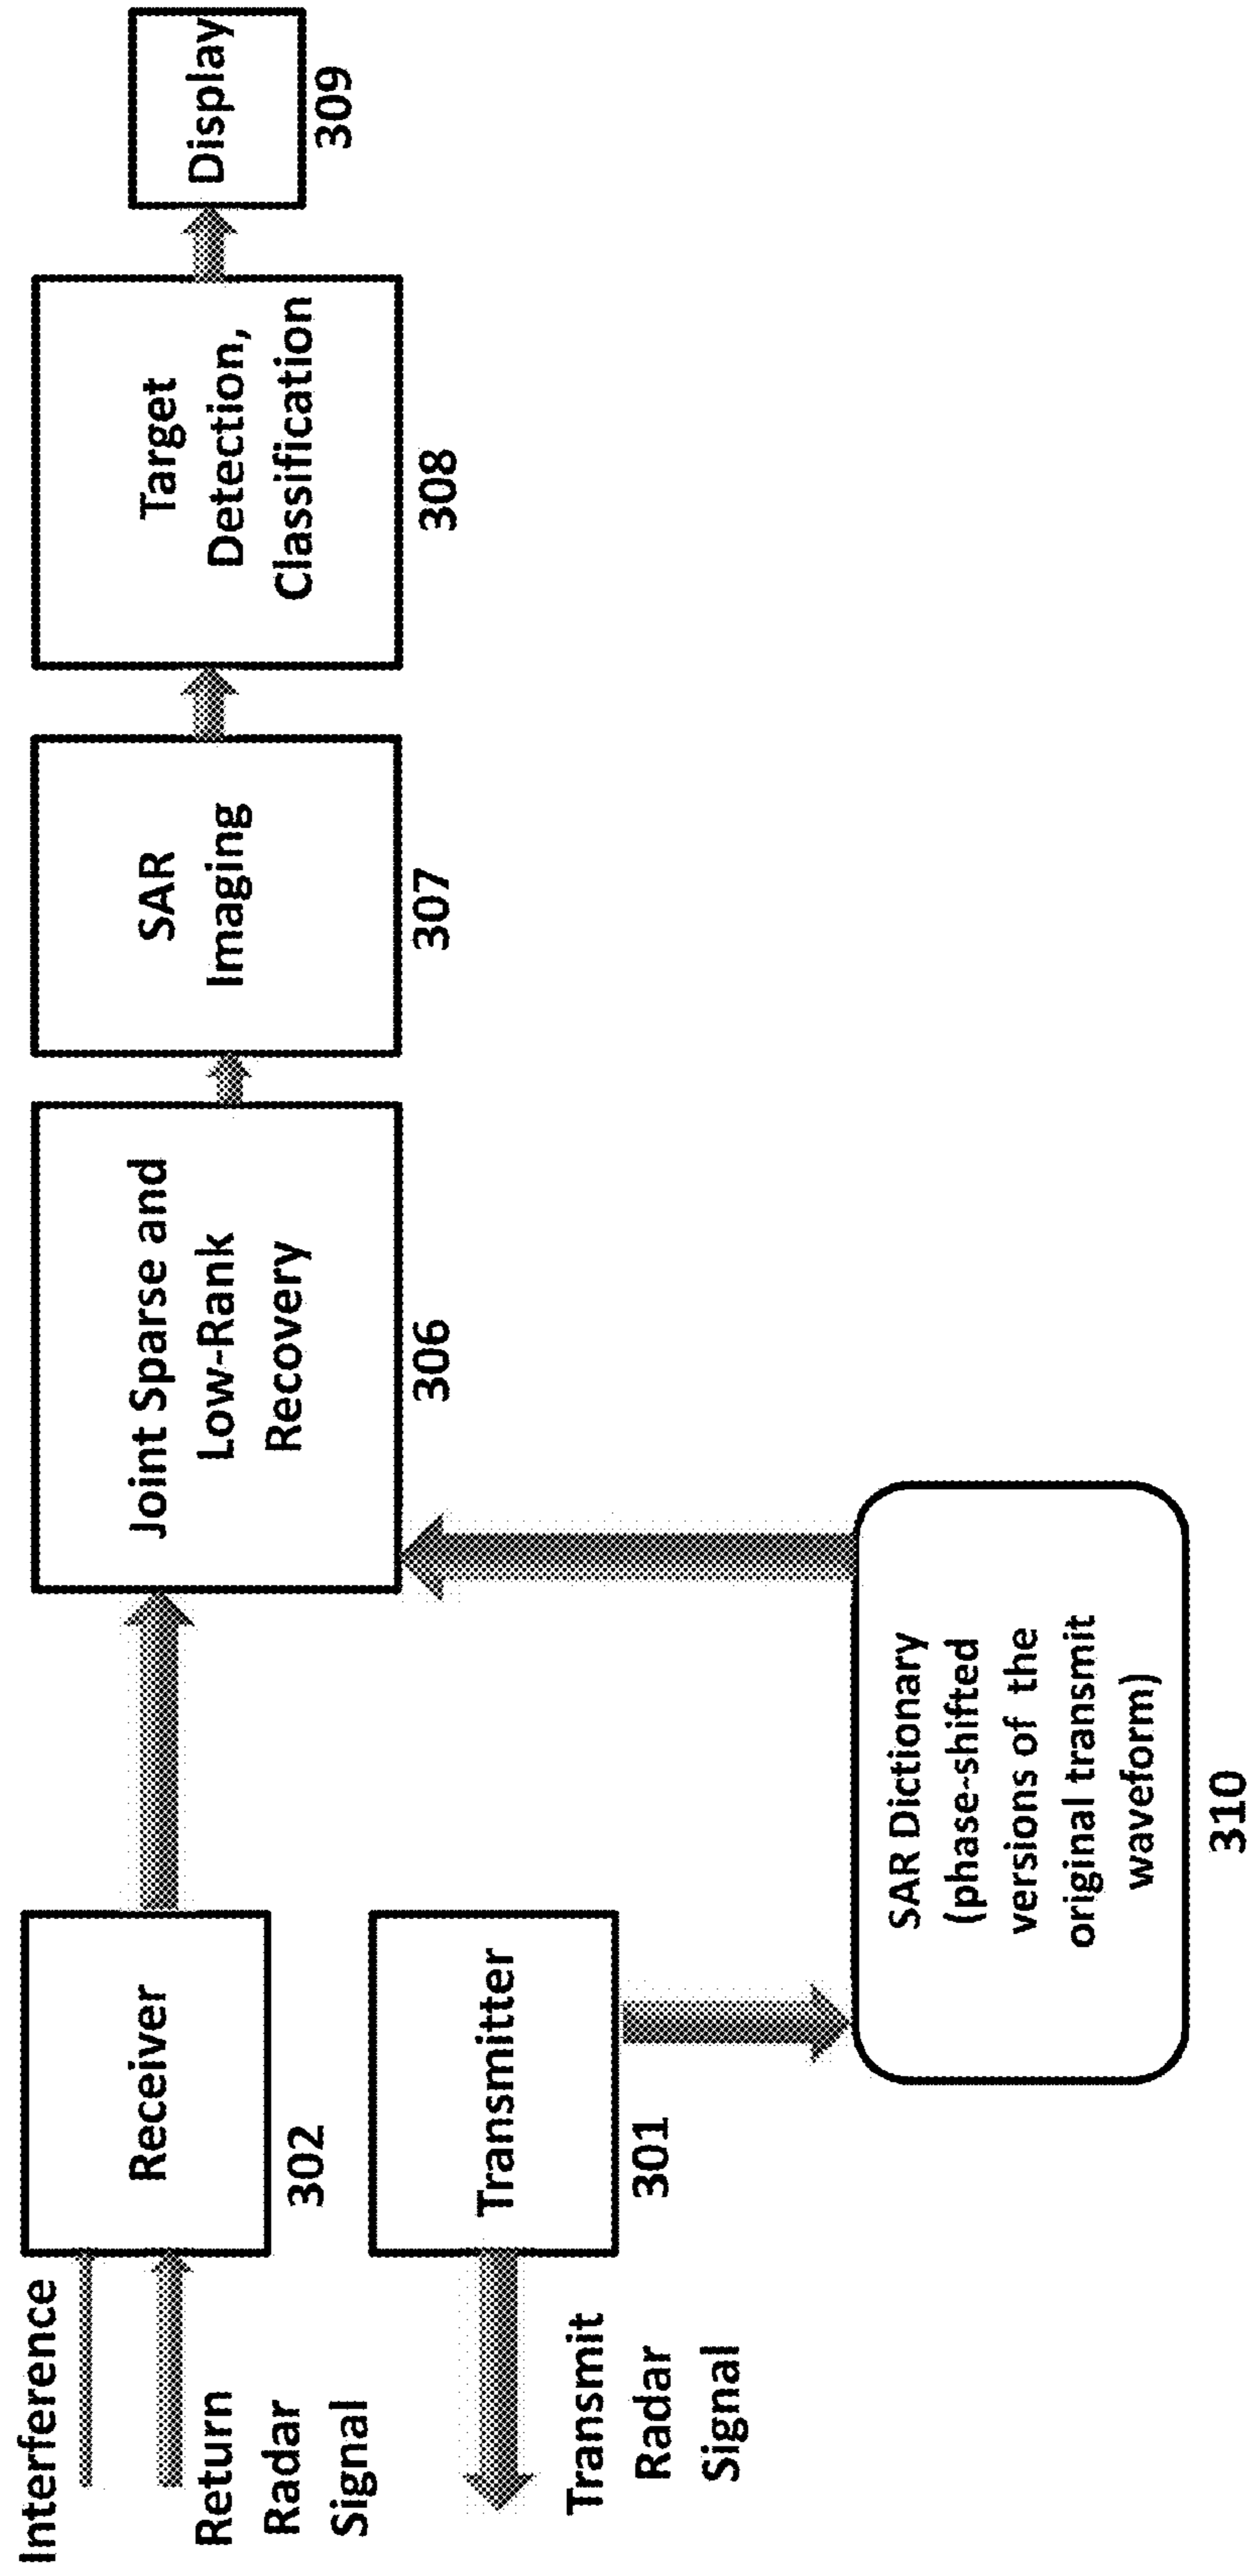 Interference
Return
Radar
Signal
Receiver
302
Transmit
Radar
Signal
Transmitter
301
SAR Dictionary
(phase-shifted
versions of the
original transmit
waveform)
310
Joint Sparse and
Low-Rank
Recovery
306
SAR
Imaging
307
Target
Detection,
Classification
308
Display
309